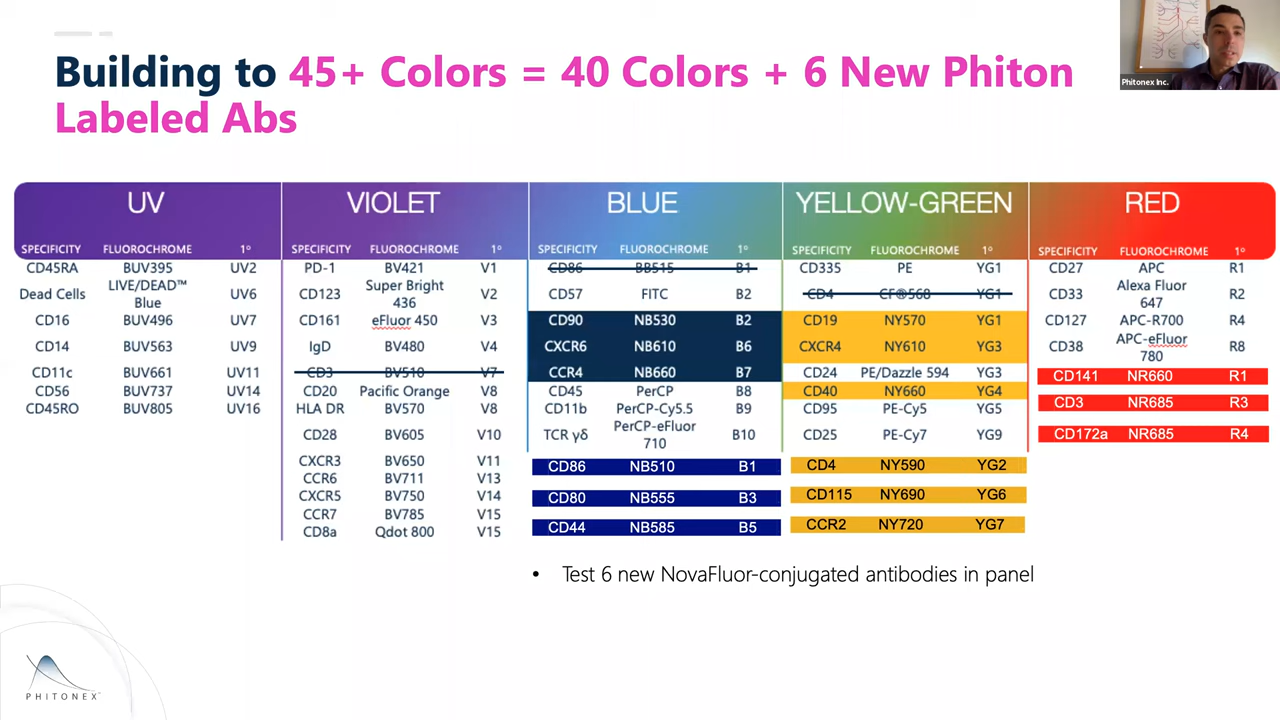 Phitonex Inc.
Building to 45+ Colors = 40 Colors + 6 New Phiton
Labeled Abs
UV
SPECIFICITY FLUOROCHROME 1º
CD45RA BUV395 UV2
Dead Cells LIVE/DEAD™ Blue UV6
CD16 BUV496 UV7
CD14 BUV563 UV9
CD11c BUV661 UV11
CD56 BUV737 UV14
CD45RO BUV805 UV16
VIOLET
SPECIFICITY FLUOROCHROME 1º
PD-1 BV421 V1
CD123 Super Bright 436 V2
CD161 eFluor 450 V3
IgD BV480 V4
CD3 BV510 V7
CD20 Pacific Orange V8
HLA DR BV570 V8
CD28 BV605 V10
CXCR3 BV650 V11
CCR6 BV711 V13
CXCR5 BV750 V14
CCR7 BV785 V15
CD8a Qdot 800 V15
BLUE
SPECIFICITY FLUOROCHROME 1º
CD86 BB515 B1
CD57 FITC B2
CD90 NB530 B2
CXCR6 NB610 B6
CCR4 NB660 B7
CD45 PerCP B8
CD11b PerCP-Cy5.5 B9
TCR γδ PerCP-eFluor 710 B10
CD86 NB510 B1
CD80 NB555 B3
CD44 NB585 B5
YELLOW-GREEN
SPECIFICITY FLUOROCHROME 1º
CD335 PE YG1
CD4 CF®568 YG1
CD19 NY570 YG1
CXCR4 NY610 YG3
CD24 PE/Dazzle 594 YG3
CD40 NY660 YG4
CD95 PE-Cy5 YG5
CD25 PE-Cy7 YG9
CD4 NY590 YG2
CD115 NY690 YG6
CCR2 NY720 YG7
RED
SPECIFICITY FLUOROCHROME 1º
CD27 APC R1
CD33 Alexa Fluor 647 R2
CD127 APC-R700 R4
CD38 APC-eFluor 780 R8
CD141 NR660 R1
CD3 NR685 R3
CD172a NR685 R4
• Test 6 new NovaFluor-conjugated antibodies in panel
PHITONEX